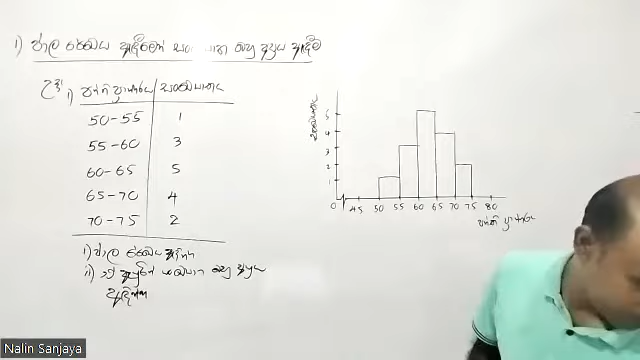 1) ජාල රේඛය ඇඳීමෙන් සංඛ්‍යාත බහු අස්‍රය ඇඳීම
උදා i) පන්ති ප්‍රාන්තරය සංඛ්‍යාතය
50-55 1
55-60 3
60-65 5
65-70 4
70-75 2
i) ජාල රේඛය අඳින්න
ii) ඒ ඇසුරින් සංඛ්‍යාත බහු අස්‍රය
අඳින්න
සංඛ්‍යාතය
5
4
3
2
1
0 45 50 55 60 65 70 75 80
පන්ති ප්‍රාන්තරය
Nalin Sanjaya